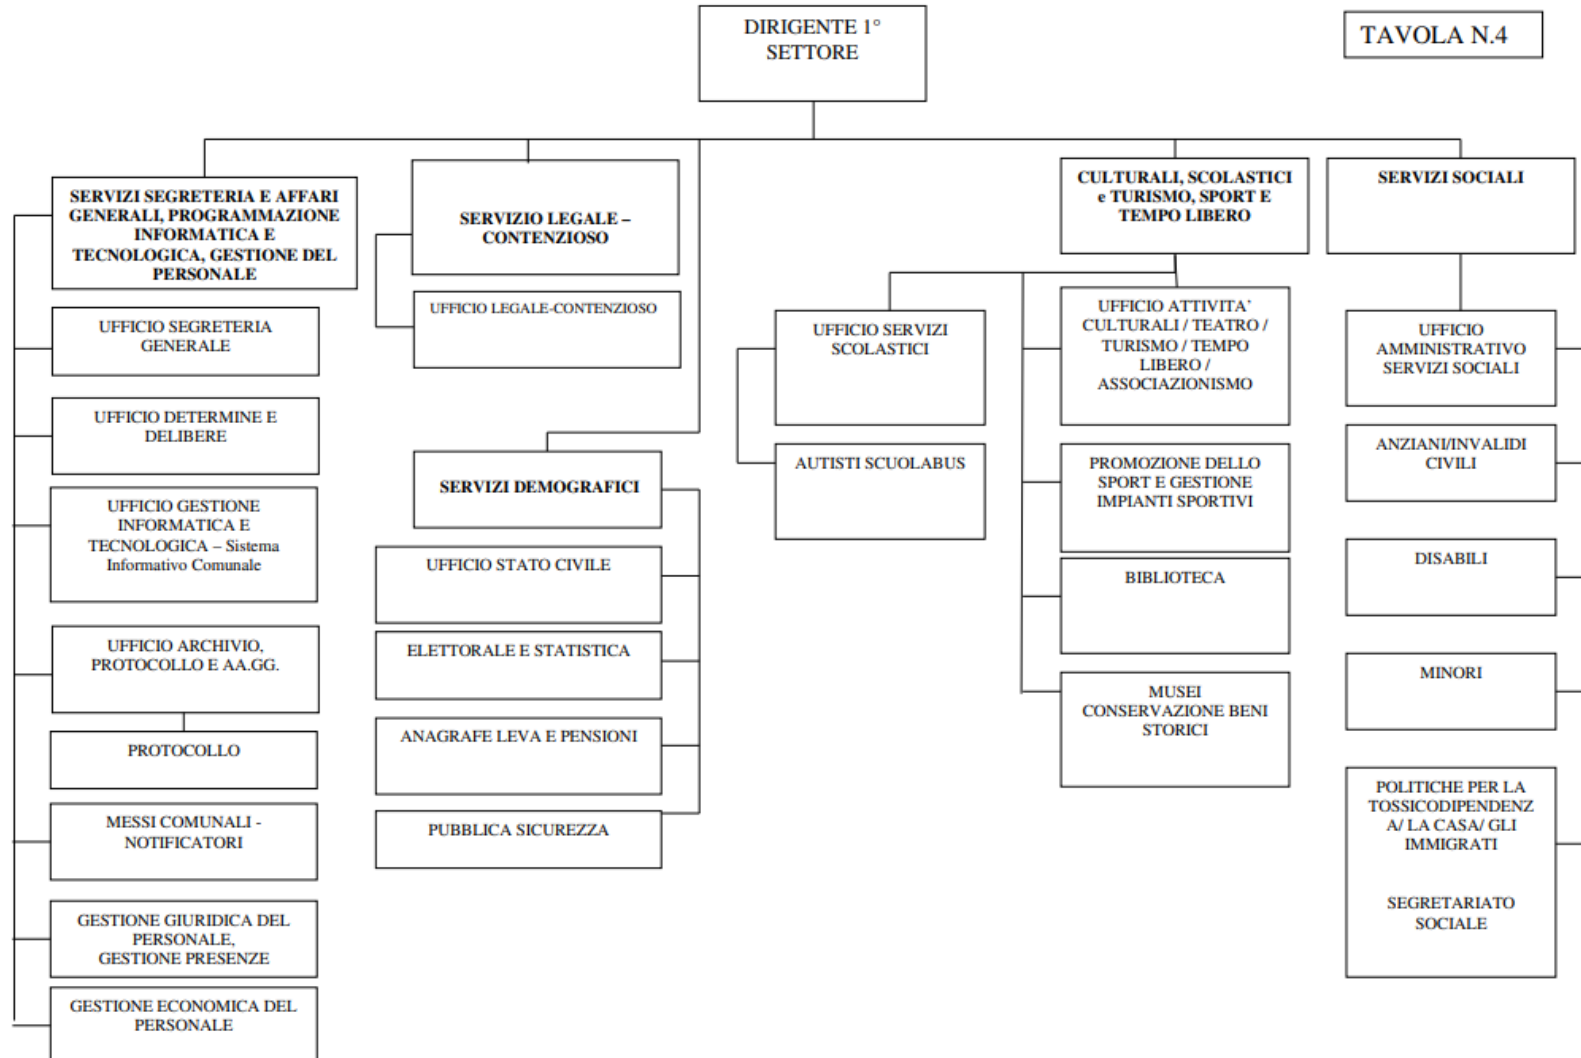 DIRIGENTE 1°
SETTORE
TAVOLA N.4
SERVIZI SEGRETERIA E AFFARI
GENERALI, PROGRAMMAZIONE
INFORMATICA E
TECNOLOGICA, GESTIONE DEL
PERSONALE
UFFICIO SEGRETERIA
GENERALE
UFFICIO DETERMINE E
DELIBERE
UFFICIO GESTIONE
INFORMATICA E
TECNOLOGICA – Sistema
Informativo Comunale
UFFICIO ARCHIVIO,
PROTOCOLLO E AA.GG.
PROTOCOLLO
MESSI COMUNALI -
NOTIFICATORI
GESTIONE GIURIDICA DEL
PERSONALE,
GESTIONE PRESENZE
GESTIONE ECONOMICA DEL
PERSONALE
SERVIZIO LEGALE –
CONTENZIOSO
UFFICIO LEGALE-CONTENZIOSO
SERVIZI DEMOGRAFICI
UFFICIO STATO CIVILE
ELETTORALE E STATISTICA
ANAGRAFE LEVA E PENSIONI
PUBBLICA SICUREZZA
CULTURALI, SCOLASTICI
e TURISMO, SPORT E
TEMPO LIBERO
UFFICIO SERVIZI
SCOLASTICI
AUTISTI SCUOLABUS
UFFICIO ATTIVITA’
CULTURALI / TEATRO /
TURISMO / TEMPO
LIBERO /
ASSOCIAZIONISMO
PROMOZIONE DELLO
SPORT E GESTIONE
IMPIANTI SPORTIVI
BIBLIOTECA
MUSEI
CONSERVAZIONE BENI
STORICI
SERVIZI SOCIALI
UFFICIO
AMMINISTRATIVO
SERVIZI SOCIALI
ANZIANI/INVALIDI
CIVILI
DISABILI
MINORI
POLITICHE PER LA
TOSSICODIPENDENZ
A/ LA CASA/ GLI
IMMIGRATI
SEGRETARIATO
SOCIALE